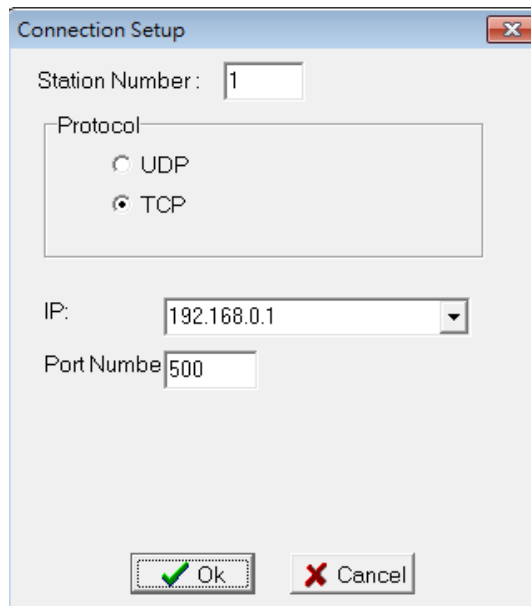 Connection Setup
Station Number :
1
Protocol
UDP
TCP
IP:
192.168.0.1
Port Numbe
500
Ok
Cancel